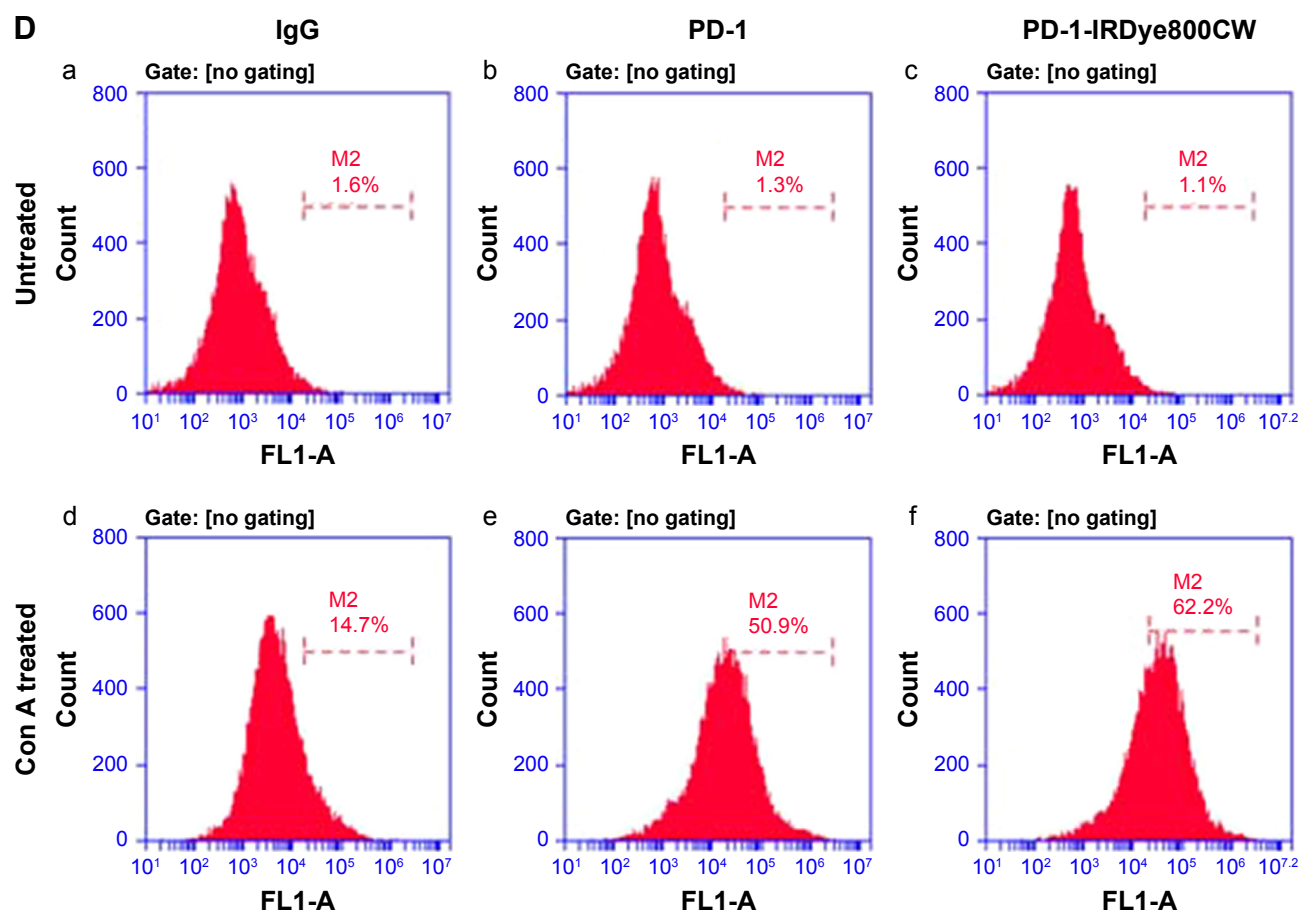 D
IgG
PD-1
PD-1-IRDye800CW
Untreated
a
Gate: [no gating]
800
600
400
200
0
Count
M2
1.6%
10¹ 10² 10³ 10⁴ 10⁵ 10⁶ 10⁷
FL1-A
b
Gate: [no gating]
800
600
400
200
0
Count
M2
1.3%
10¹ 10² 10³ 10⁴ 10⁵ 10⁶ 10⁷
FL1-A
c
Gate: [no gating]
800
600
400
200
0
Count
M2
1.1%
10¹ 10² 10³ 10⁴ 10⁵ 10⁶ 10⁷·²
FL1-A
Con A treated
d
Gate: [no gating]
800
600
400
200
0
Count
M2
14.7%
10¹ 10² 10³ 10⁴ 10⁵ 10⁶ 10⁷
FL1-A
e
Gate: [no gating]
800
600
400
200
0
Count
M2
50.9%
10¹ 10² 10³ 10⁴ 10⁵ 10⁶ 10⁷
FL1-A
f
Gate: [no gating]
800
600
400
200
0
Count
M2
62.2%
10¹ 10² 10³ 10⁴ 10⁵ 10⁶ 10⁷·²
FL1-A